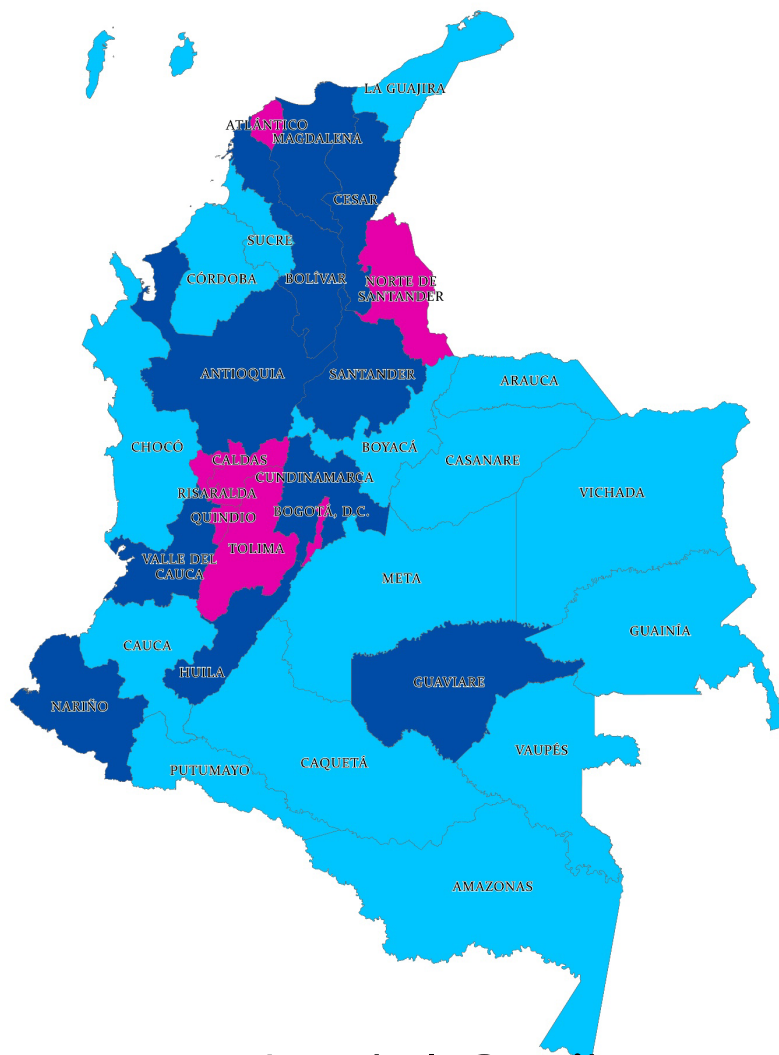 LA GUAJIRA
ATLÁNTICO
MAGDALENA
CESAR
SUCRE
BOLÍVAR
CÓRDOBA
NORTE DE
SANTANDER
ANTIOQUIA
SANTANDER
ARAUCA
CHOCÓ
BOYACÁ
CALDAS
CASANARE
CUNDINAMARCA
RISARALDA
VICHADA
BOGOTÁ, D.C.
QUINDIO
TOLIMA
VALLE DEL
CAUCA
META
GUAINÍA
CAUCA
HUILA
GUAVIARE
NARIÑO
VAUPÉS
CAQUETÁ
PUTUMAYO
AMAZONAS